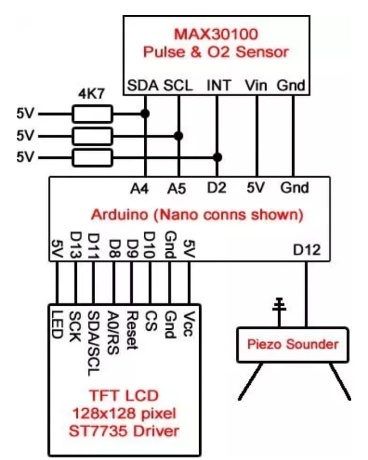 MAX30100
Pulse & O2 Sensor
SDA SCL INT Vin Gnd
4K7
5V
5V
5V
A4 A5 D2 5V Gnd
Arduino (Nano conns shown)
5V D13 D11 D8 D9 D10 Gnd 5V
D12
LED SCK SDA/SCL A0/RS Reset CS Gnd Vcc
Piezo Sounder
TFT LCD
128x128 pixel
ST7735 Driver